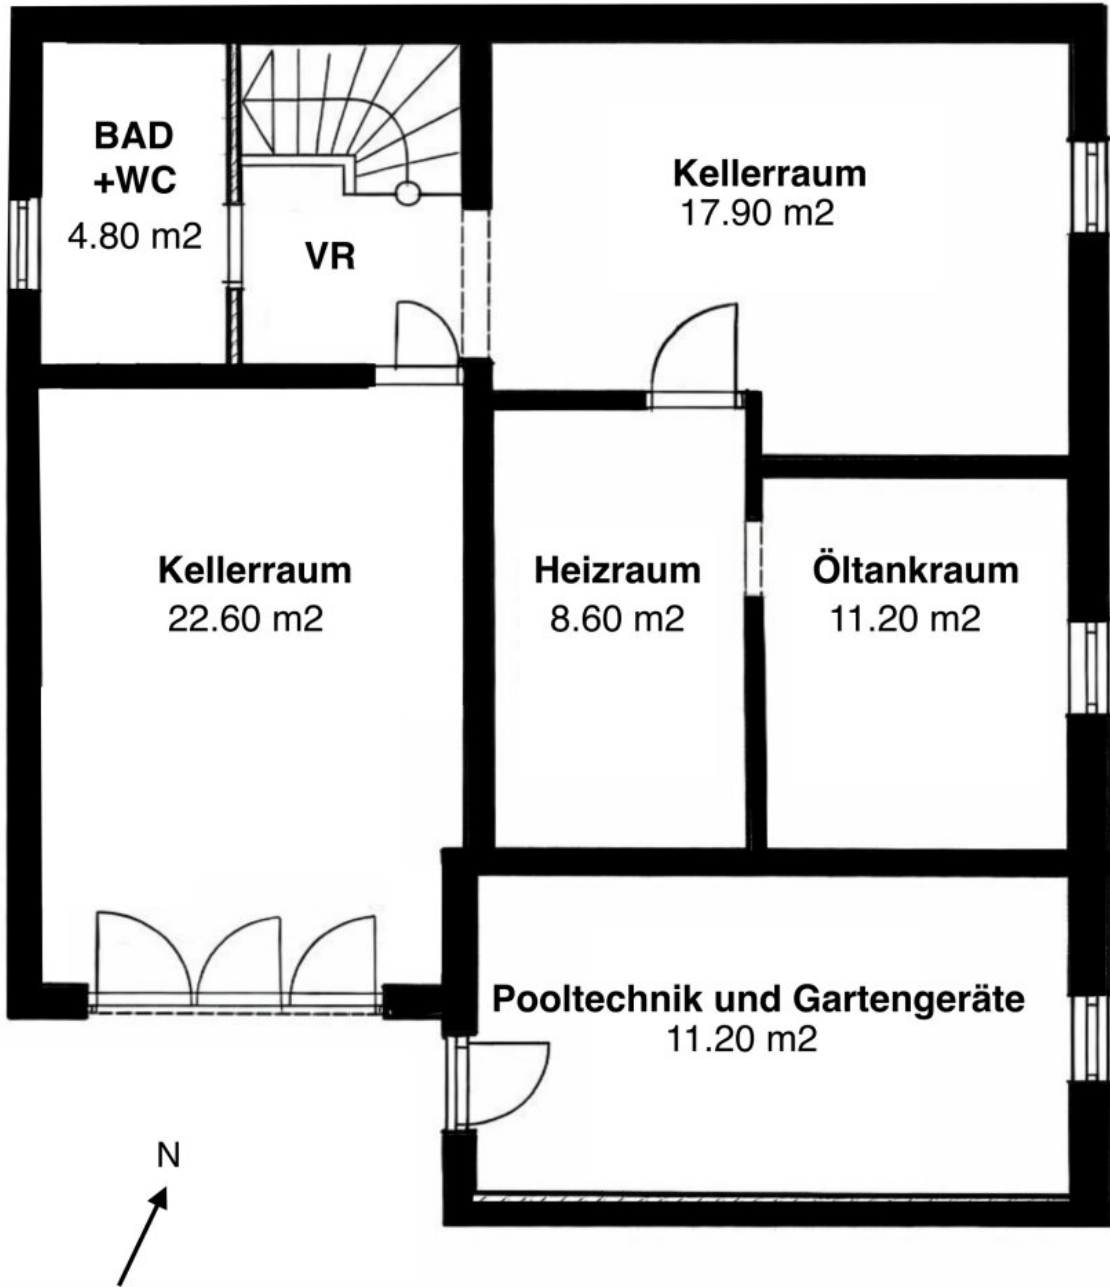 BAD
+WC
4.80 m2
VR
Kellerraum
17.90 m2
Kellerraum
22.60 m2
Heizraum
8.60 m2
Öltankraum
11.20 m2
Pooltechnik und Gartengeräte
11.20 m2
N